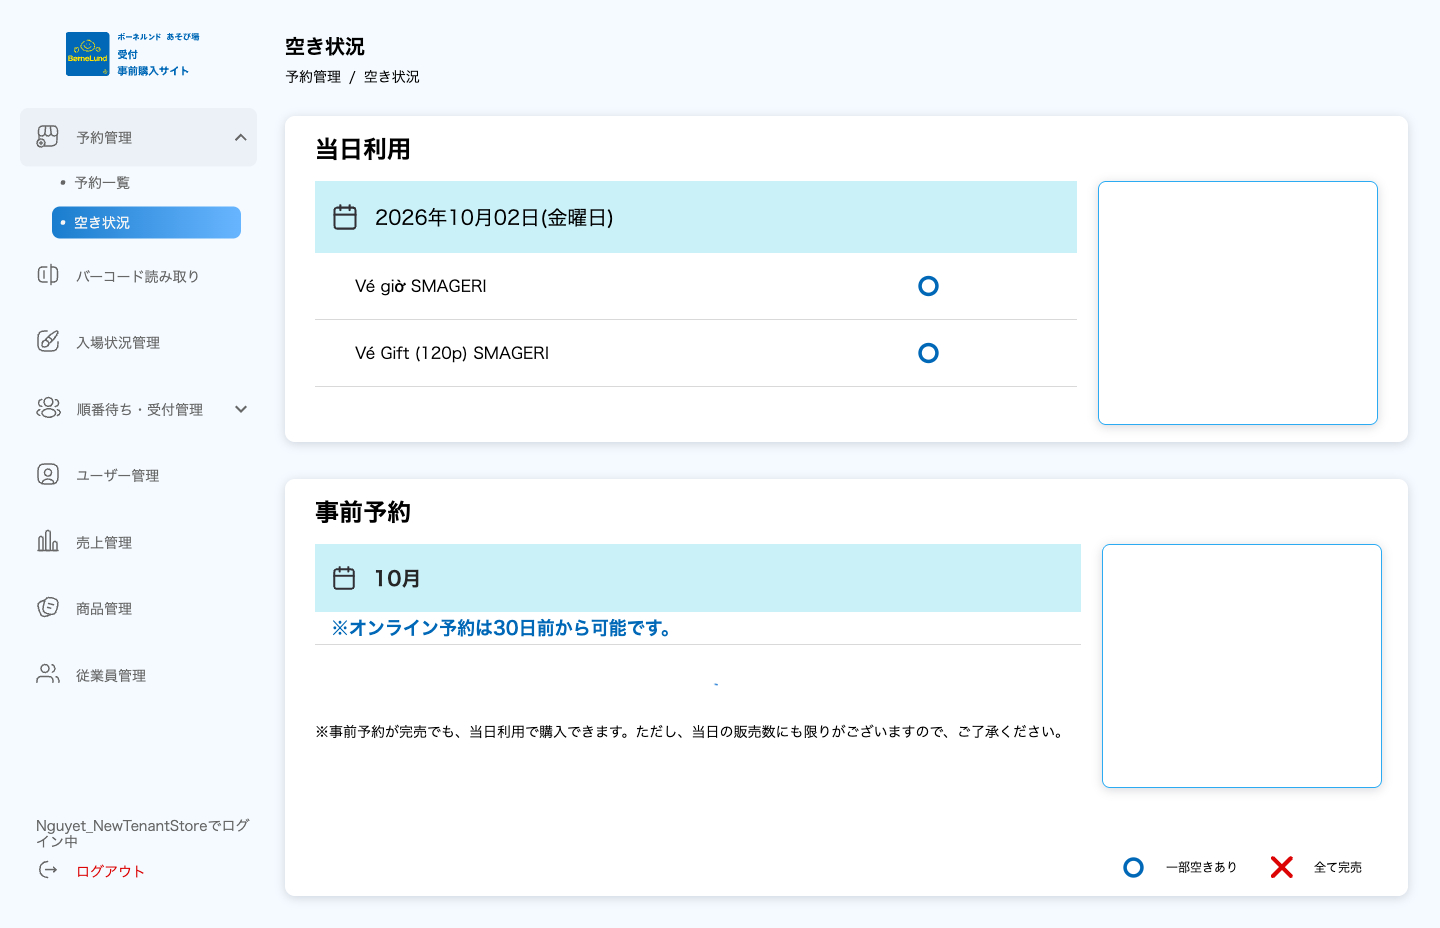 ボーネルンド あそび場
受付
事前購入サイト
BørneLund
予約管理
予約一覧
空き状況
バーコード読み取り
入場状況管理
順番待ち・受付管理
ユーザー管理
売上管理
商品管理
従業員管理
Nguyet_NewTenantStoreでログ
イン中
ログアウト
空き状況
予約管理 / 空き状況
当日利用
2026年10月02日(金曜日)
Vé giờ SMAGERI
Vé Gift (120p) SMAGERI
事前予約
10月
※オンライン予約は30日前から可能です。
※事前予約が完売でも、当日利用で購入できます。ただし、当日の販売数にも限りがございますので、ご了承ください。
一部空きあり
全て完売